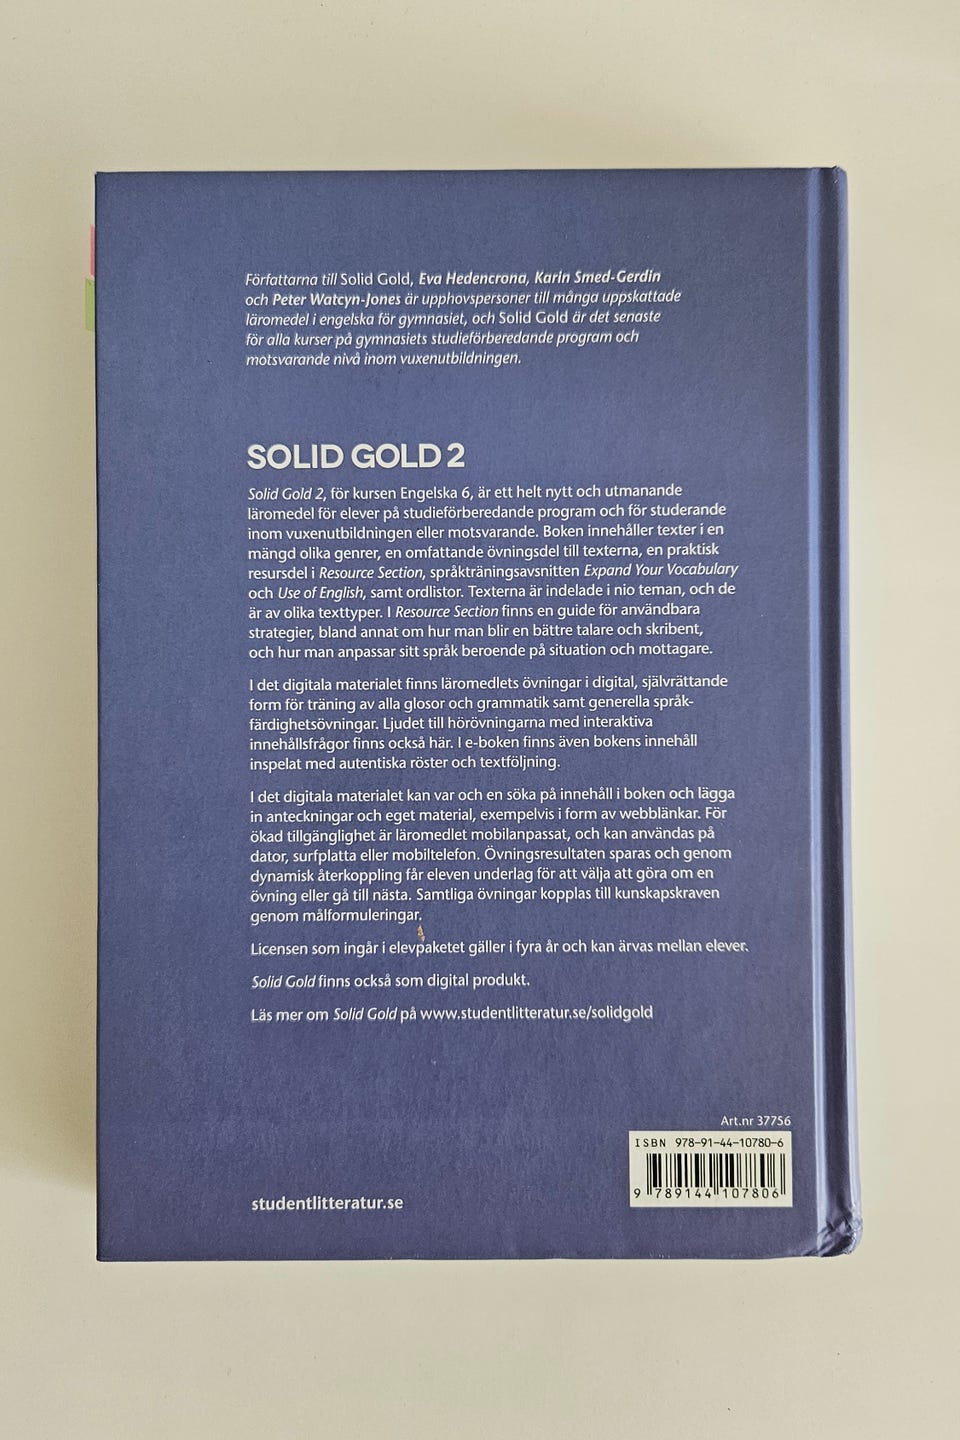 Författarna till Solid Gold, Eva Hedencrona, Karin Smed-Gerdin
och Peter Watcyn-Jones är upphovspersoner till många uppskattade
läromedel i engelska för gymnasiet, och Solid Gold är det senaste
för alla kurser på gymnasiets studieförberedande program och
motsvarande nivå inom vuxenutbildningen.
SOLID GOLD 2
Solid Gold 2, för kursen Engelska 6, är ett helt nytt och utmanande
läromedel för elever på studieförberedande program och för studerande
inom vuxenutbildningen eller motsvarande. Boken innehåller texter i en
mängd olika genrer, en omfattande övningsdel till texterna, en praktisk
resursdel i Resource Section, språkträningsavsnitten Expand Your Vocabulary
och Use of English, samt ordlistor. Texterna är indelade i nio teman, och de
är av olika texttyper. I Resource Section finns en guide för användbara
strategier, bland annat om hur man blir en bättre talare och skribent,
och hur man anpassar sitt språk beroende på situation och mottagare.
I det digitala materialet finns läromedlets övningar i digital, självrättande
form för träning av alla glosor och grammatik samt generella språk-
färdighetsövningar. Ljudet till hörövningarna med interaktiva
innehållsfrågor finns också här. I e-boken finns även bokens innehåll
inspelat med autentiska röster och textföljning.
I det digitala materialet kan var och en söka på innehåll i boken och lägga
in anteckningar och eget material, exempelvis i form av webblänkar. För
ökad tillgänglighet är läromedlet mobilanpassat, och kan användas på
dator, surfplatta eller mobiltelefon. Övningsresultaten sparas och genom
dynamisk återkoppling får eleven underlag för att välja att göra om en
övning eller gå till nästa. Samtliga övningar kopplas till kunskapskraven
genom målformuleringar.
Licensen som ingår i elevpaketet gäller i fyra år och kan ärvas mellan elever.
Solid Gold finns också som digital produkt.
Läs mer om Solid Gold på www.studentlitteratur.se/solidgold
Art.nr 37756
ISBN 978-91-44-10780-6
9 789144 107806
studentlitteratur.se